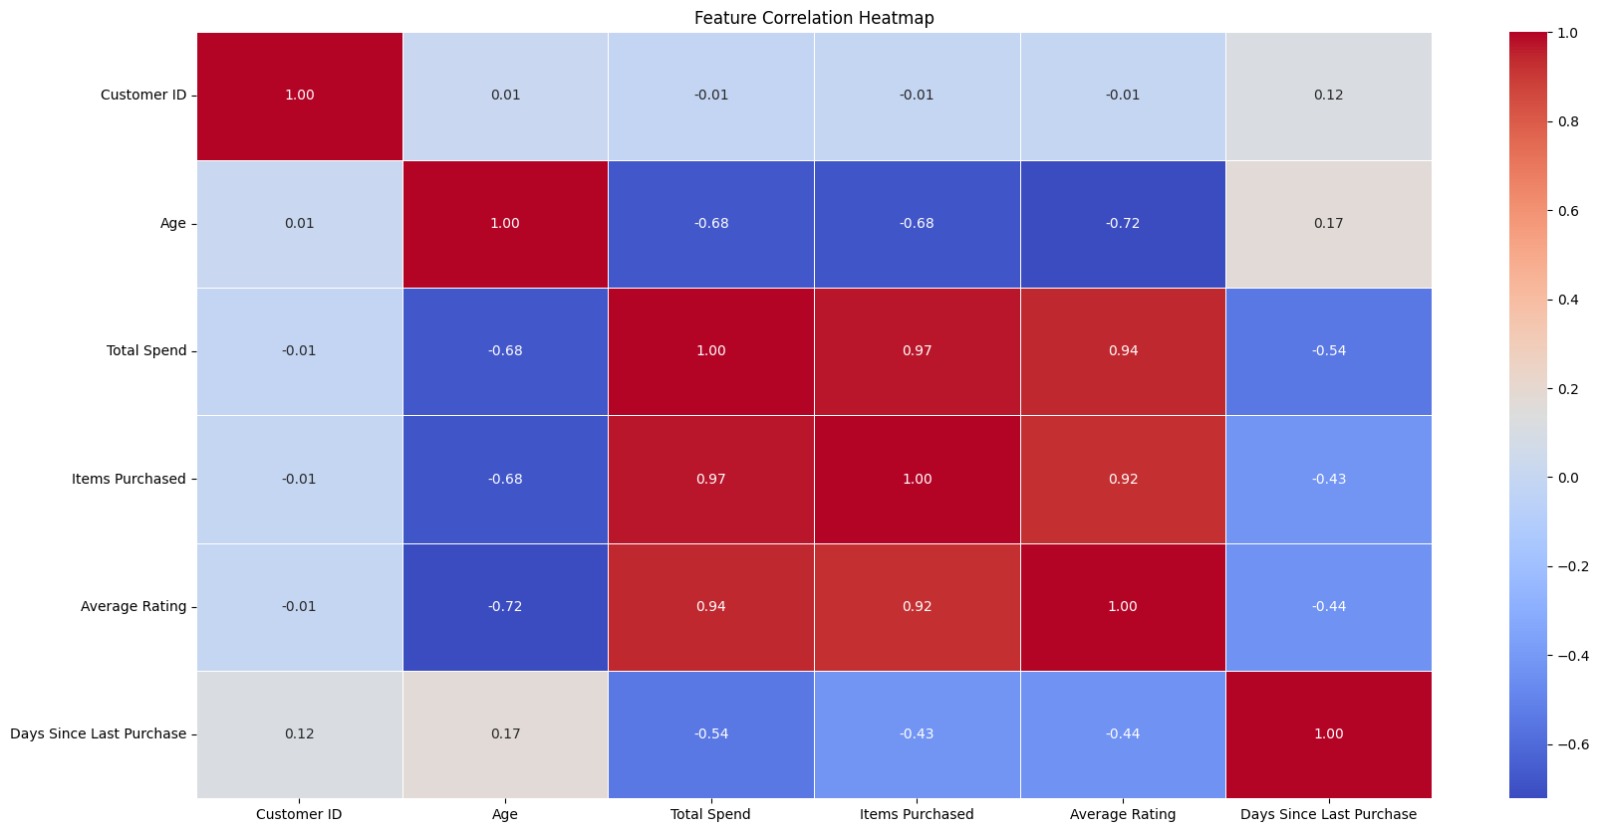 Feature Correlation Heatmap
Customer ID 1.00 0.01 -0.01 -0.01 -0.01 0.12
Age 0.01 1.00 -0.68 -0.68 -0.72 0.17
Total Spend -0.01 -0.68 1.00 0.97 0.94 -0.54
Items Purchased -0.01 -0.68 0.97 1.00 0.92 -0.43
Average Rating -0.01 -0.72 0.94 0.92 1.00 -0.44
Days Since Last Purchase 0.12 0.17 -0.54 -0.43 -0.44 1.00
Customer ID Age Total Spend Items Purchased Average Rating Days Since Last Purchase
1.0
0.8
0.6
0.4
0.2
0.0
−0.2
−0.4
−0.6